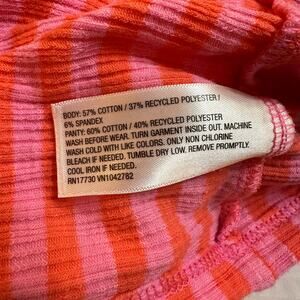 BODY: 57% COTTON / 37% RECYCLED POLYESTER /
6% SPANDEX
PANTY: 60% COTTON / 40% RECYCLED POLYESTER
WASH BEFORE WEAR. TURN GARMENT INSIDE OUT. MACHINE
WASH COLD WITH LIKE COLORS. ONLY NON CHLORINE
BLEACH IF NEEDED. TUMBLE DRY LOW. REMOVE PROMPTLY.
COOL IRON IF NEEDED.
RN17730 VN1042762